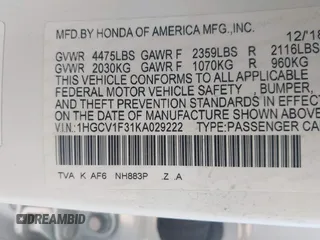 MFD.BY HONDA OF AMERICA MFG.,INC. 12/18
GVWR 4475LBS GAWR F 2359LBS R 2116LBS
GVWR 2030KG GAWR F 1070KG R 960KG
THIS VEHICLE CONFORMS TO ALL APPLICABLE
FEDERAL MOTOR VEHICLE SAFETY , BUMPER,
AND THEFT PREVENTION STANDARDS IN EFFECT
ON THE DATE OF MANUFACTURE SHOWN ABOVE.
V.I.N:1HGCV1F31KA029222 TYPE:PASSENGER CA
TVA K AF6 NH883P .Z .A
DREAMBID